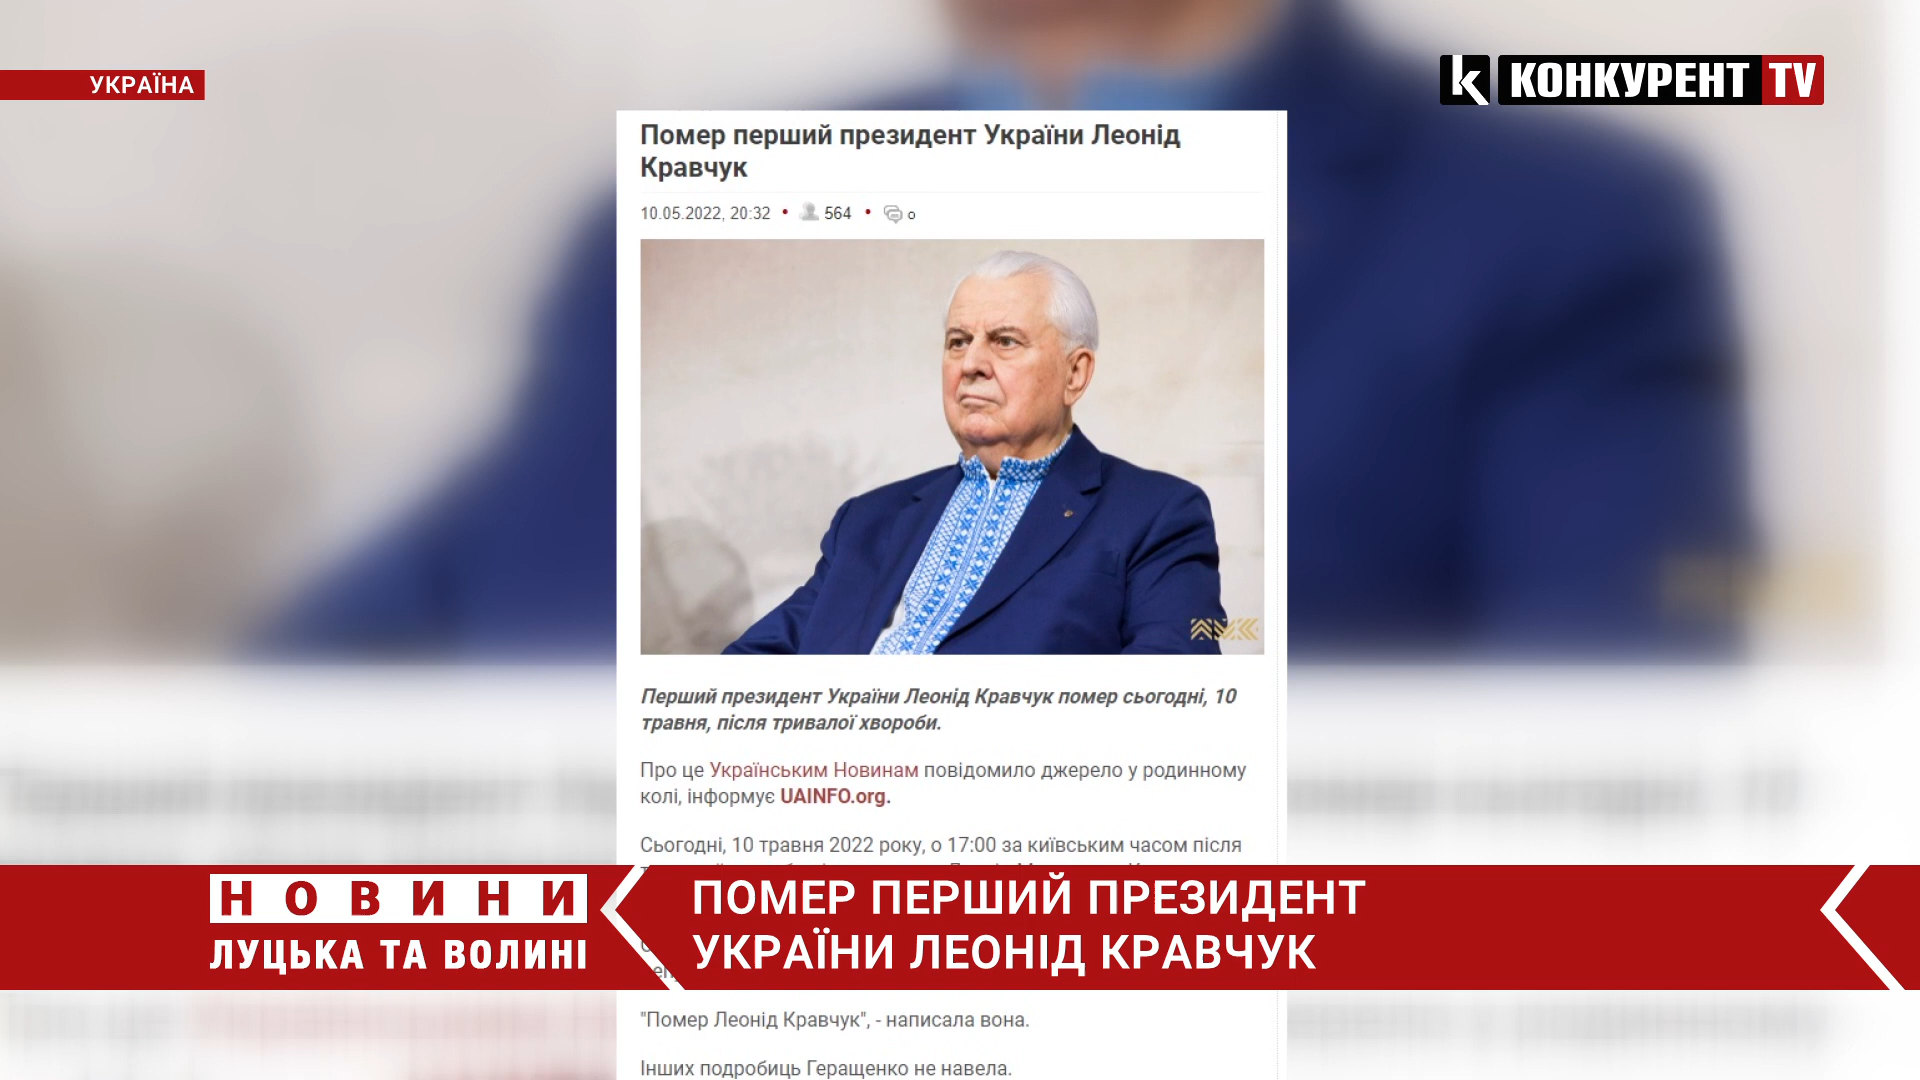 УКРАЇНА
k КОНКУРЕНТ TV
Помер перший президент України Леонід
Кравчук
10.05.2022, 20:32 • 564 • 0
Перший президент України Леонід Кравчук помер сьогодні, 10
травня, після тривалої хвороби.
Про це Українським Новинам повідомило джерело у родинному
колі, інформує UAINFO.org.
Сьогодні, 10 травня 2022 року, о 17:00 за київським часом після
НОВИНИ
ЛУЦЬКА ТА ВОЛИНІ
ПОМЕР ПЕРШИЙ ПРЕЗИДЕНТ
УКРАЇНИ ЛЕОНІД КРАВЧУК
"Помер Леонід Кравчук", - написала вона.
Інших подробиць Геращенко не навела.